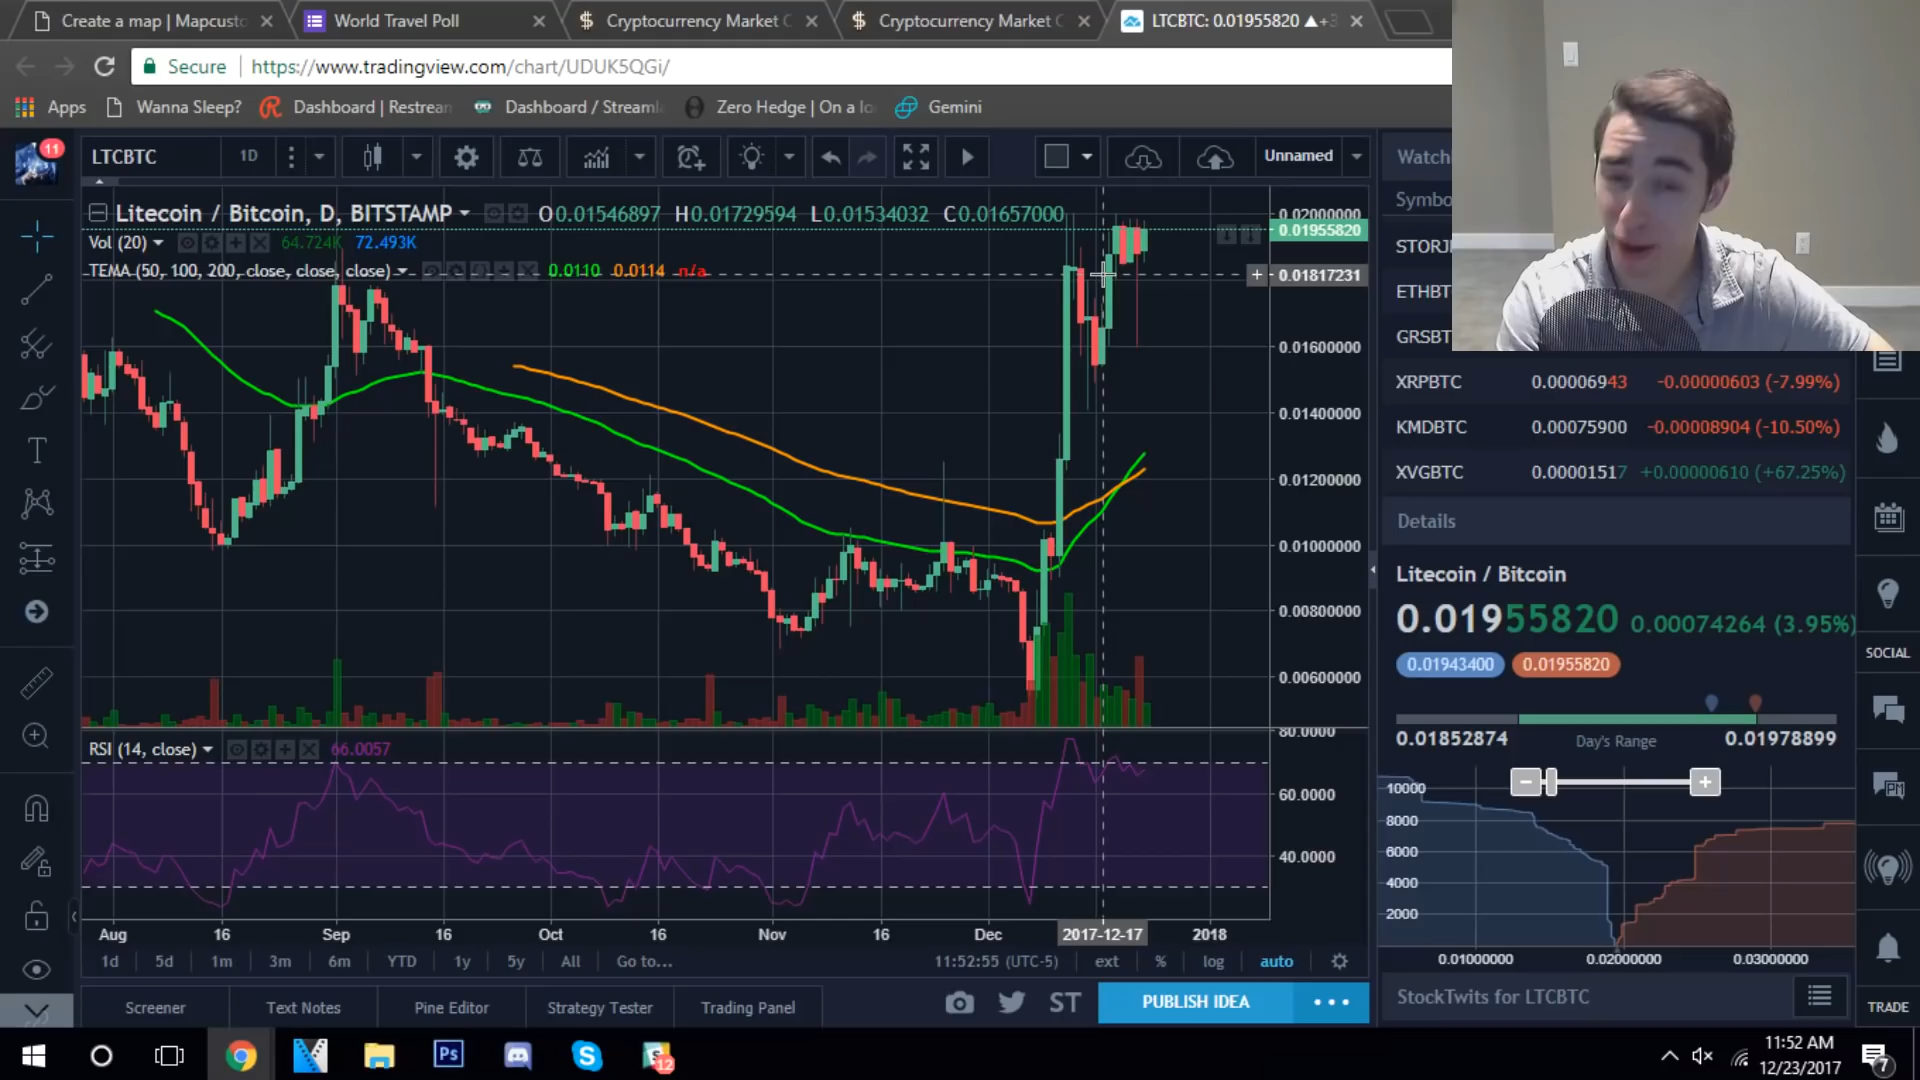 Create a map | Mapcusto
World Travel Poll
Cryptocurrency Market C
Cryptocurrency Market C
LTCBTC: 0.01955820 ▲+3
Secure
https://www.tradingview.com/chart/UDUK5QGi/
Apps
Wanna Sleep?
Dashboard | Restrean
Dashboard / Streaml
Zero Hedge | On a lo
Gemini
11
LTCBTC
1D
Unnamed
Watch
Litecoin / Bitcoin, D, BITSTAMP
O0.01546897 H0.01729594 L0.01534032 C0.01657000
Vol (20)
64.724K
72.493K
TEMA (50, 100, 200, close, close, close)
0.0110
0.0114
n/a
0.02000000
0.01955820
+
0.01817231
0.01600000
0.01400000
0.01200000
0.01000000
0.00800000
0.00600000
RSI (14, close)
66.0057
80.0000
60.0000
40.0000
Aug
16
Sep
16
Oct
16
Nov
16
Dec
2017-12-17
2018
1d
5d
1m
3m
6m
YTD
1y
5y
All
Go to...
11:52:55 (UTC-5)
ext
%
log
auto
Screener
Text Notes
Pine Editor
Strategy Tester
Trading Panel
ST
PUBLISH IDEA
Symbo
STORJ
ETHBT
GRSBT
XRPBTC 0.00006943 -0.00000603 (-7.99%)
KMDBTC 0.00075900 -0.00008904 (-10.50%)
XVGBTC 0.00001517 +0.00000610 (+67.25%)
Details
Litecoin / Bitcoin
0.01955820 0.00074264 (3.95%)
0.01943400
0.01955820
0.01852874
Day's Range
0.01978899
10000
8000
6000
4000
2000
0.01000000
0.02000000
0.03000000
StockTwits for LTCBTC
SOCIAL
PM
TRADE
Ps
12
11:52 AM
12/23/2017
7